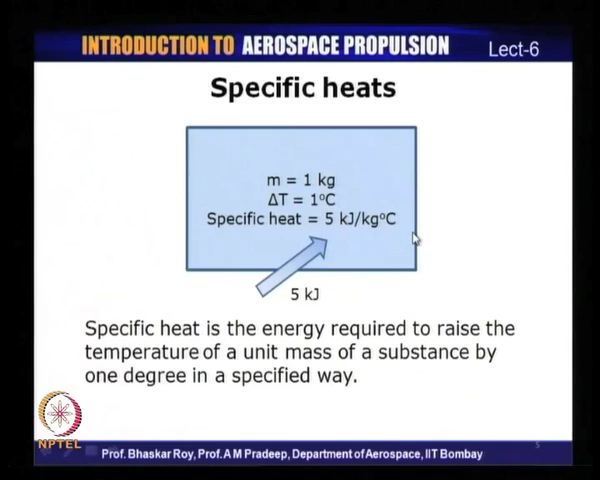 INTRODUCTION TO AEROSPACE PROPULSION
Lect-6
Specific heats
m = 1 kg
ΔT = 1°C
Specific heat = 5 kJ/kg°C
5 kJ
Specific heat is the energy required to raise the
temperature of a unit mass of a substance by
one degree in a specified way.
NPTEL
5
Prof. Bhaskar Roy, Prof. A M Pradeep, Department of Aerospace, IIT Bombay